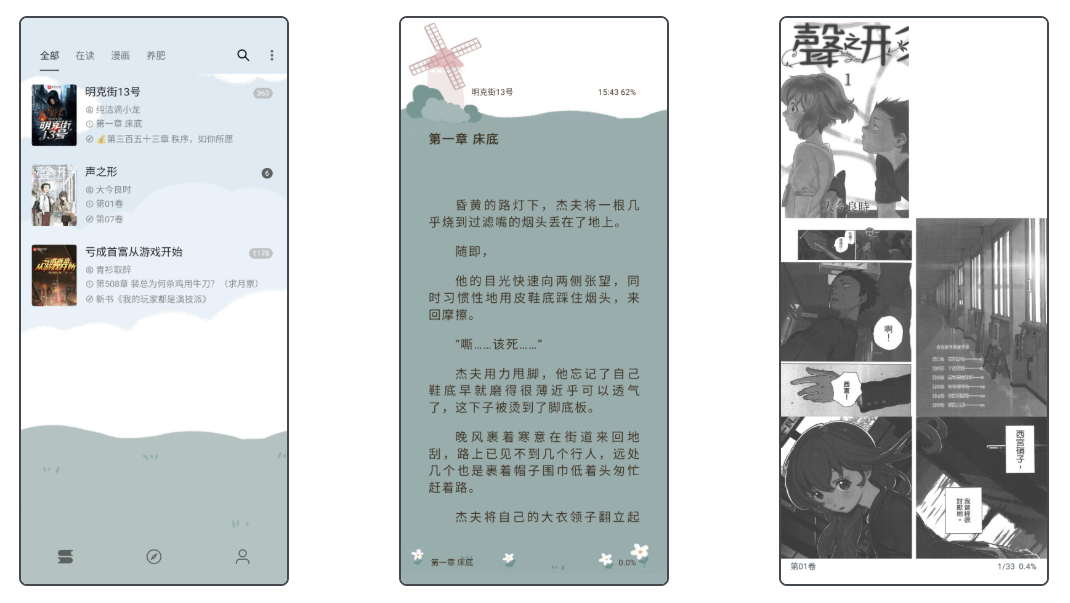 全部 在读 漫画 养肥
明克街13号 363
纯洁滴小龙
第一章 床底
💰第三百五十三章 秩序，如你所愿
明克街
13号
声之形 6
大今良时
第01卷
第07卷
亏成首富从游戏开始 1178
青衫取醉
第508章 裴总为何杀鸡用牛刀？（求月票）
新书《我的玩家都是演技派》
明克街13号 15:43 62%
第一章 床底
昏黄的路灯下，杰夫将一根几
乎烧到过滤嘴的烟头丢在了地上。
随即，
他的目光快速向两侧张望，同
时习惯性地用皮鞋底踩住烟头，来
回摩擦。
“嘶……该死……”
杰夫用力甩脚，他忘记了自己
鞋底早就磨得很薄近乎可以透气
了，这下子被烫到了脚底板。
晚风裹着寒意在街道来回地
刮，路上已见不到几个行人，远处
几个也是裹着帽子围巾低着头匆忙
赶着路。
杰夫将自己的大衣领子翻立起
第一章 床底 0.0%
聲之形
1
大今良時
啊！
西宮！
西宮硝子，
我曾經很
討厭她。
第01卷 1/33 0.4%